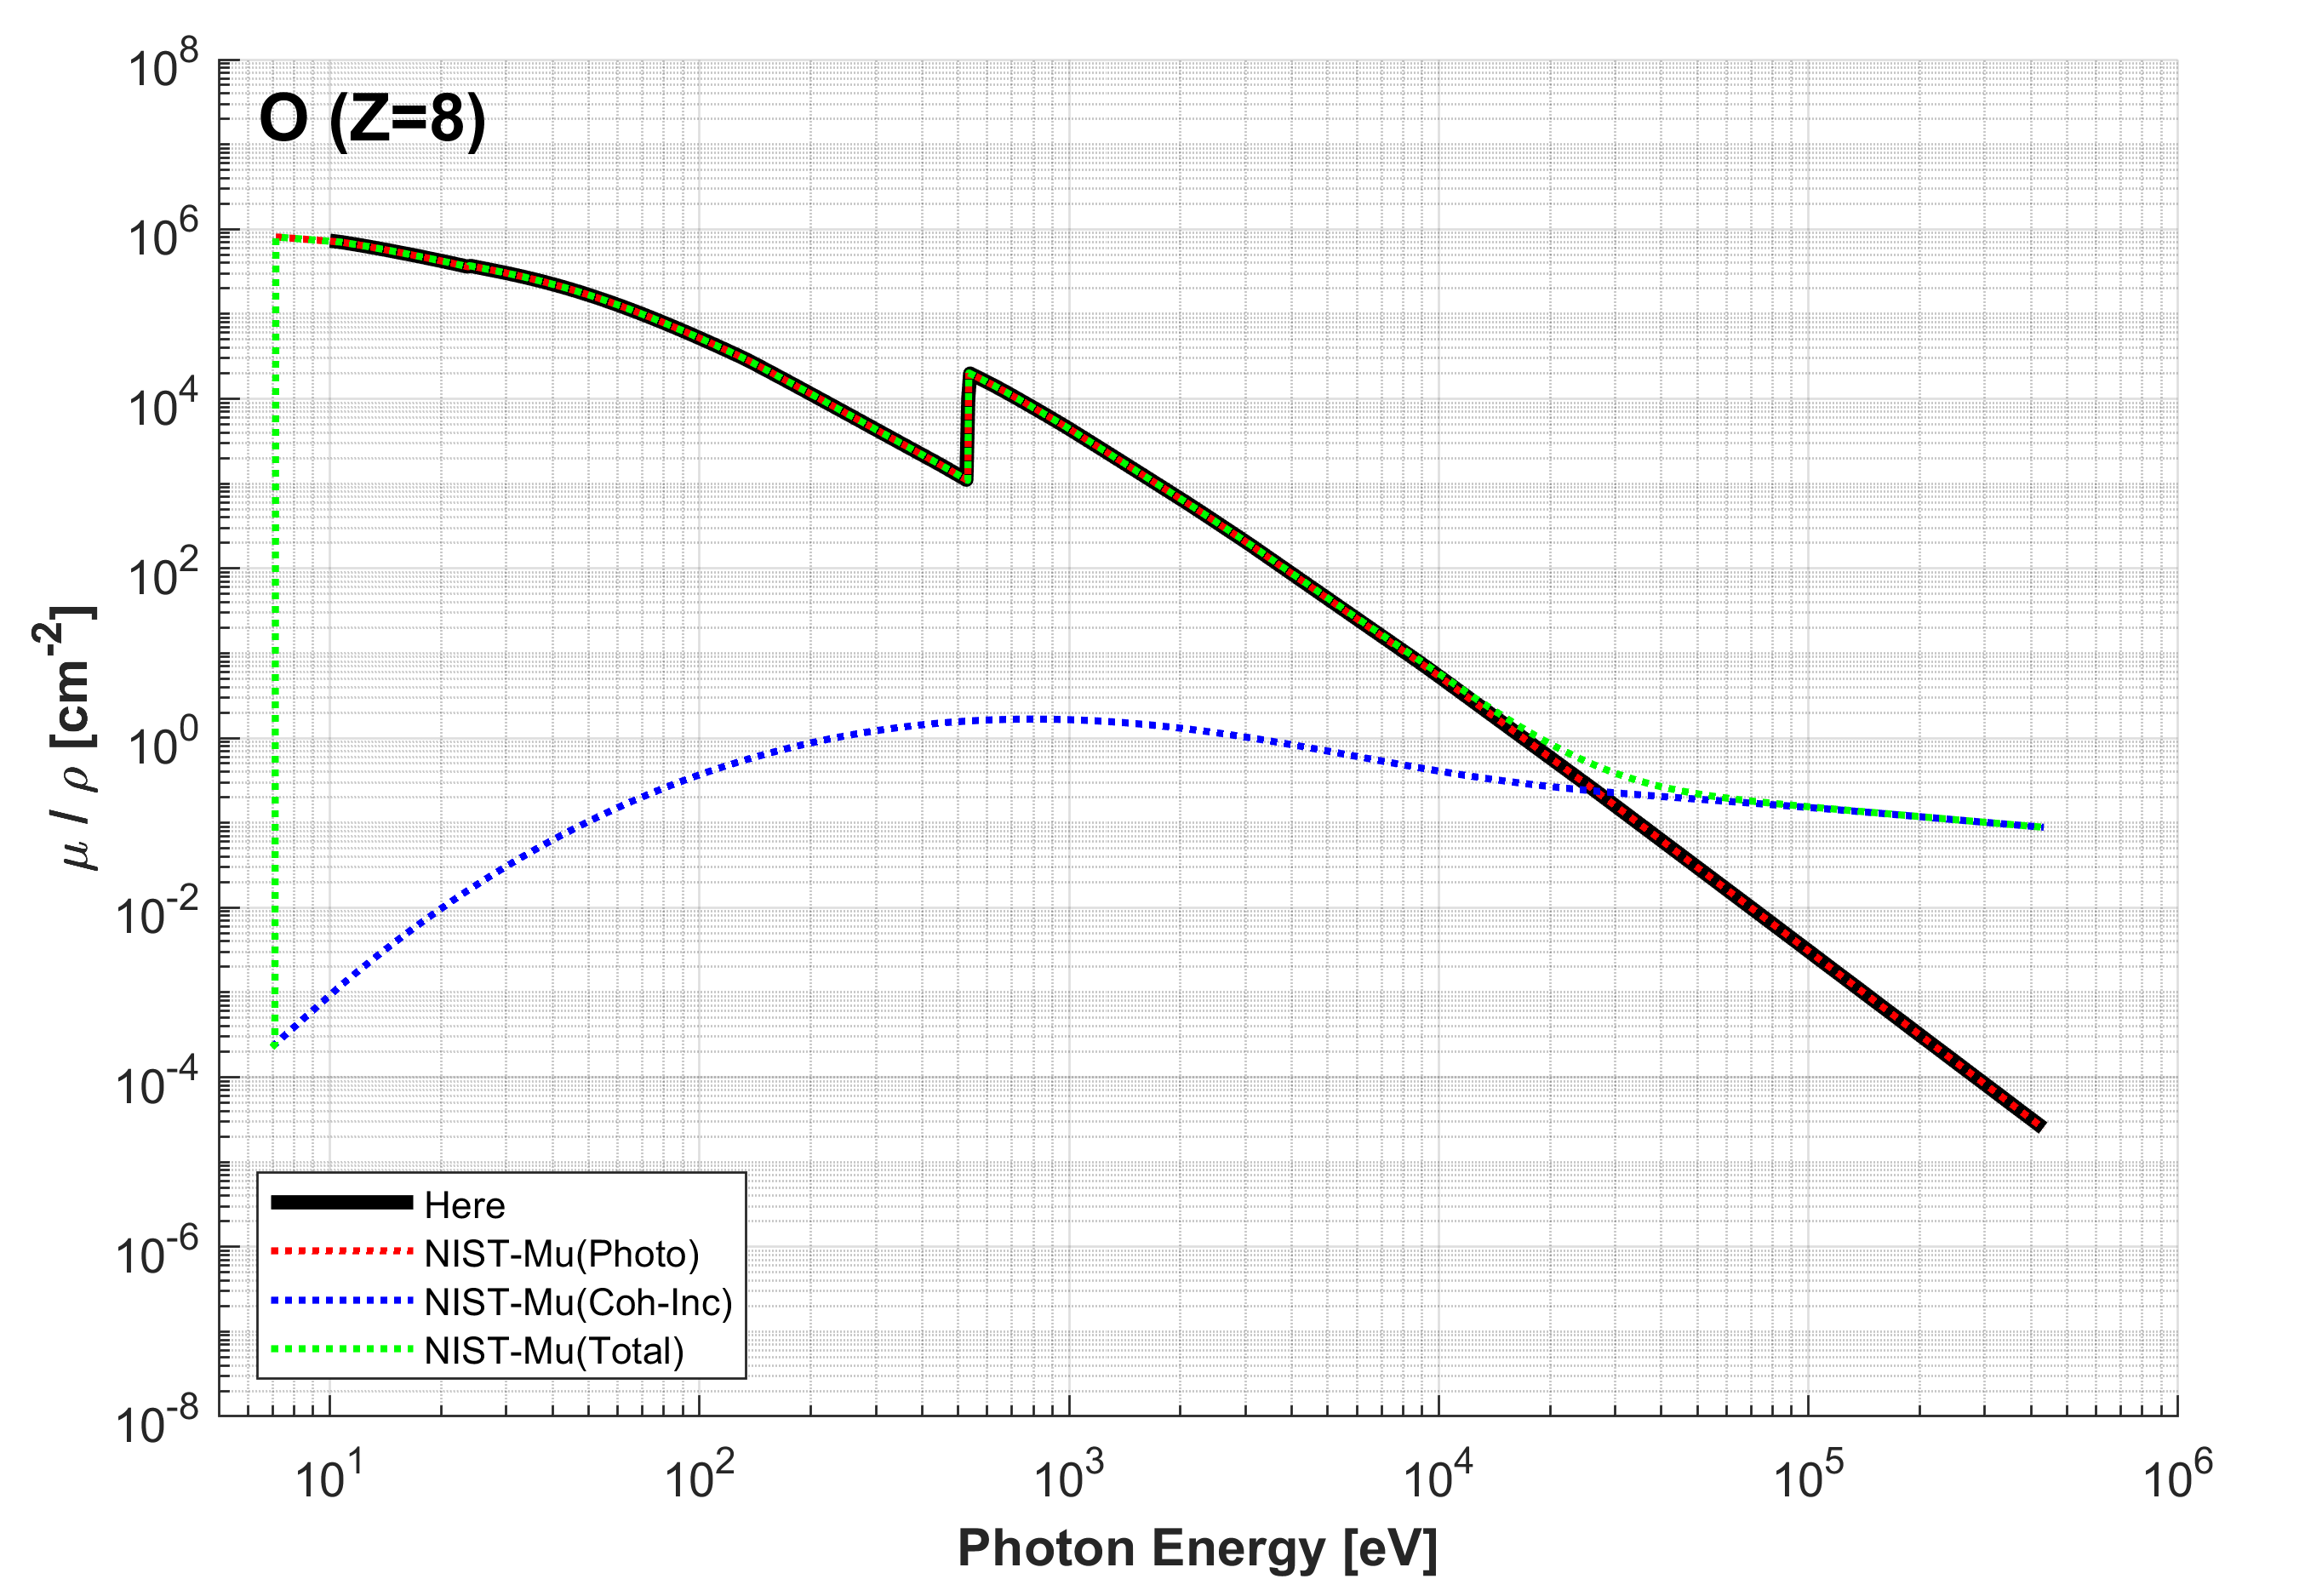 O (Z=8)
10^8
10^6
10^4
10^2
10^0
10^-2
10^-4
10^-6
10^-8
μ / ρ [cm^-2]
Here
NIST-Mu(Photo)
NIST-Mu(Coh-Inc)
NIST-Mu(Total)
10^1 10^2 10^3 10^4 10^5 10^6
Photon Energy [eV]